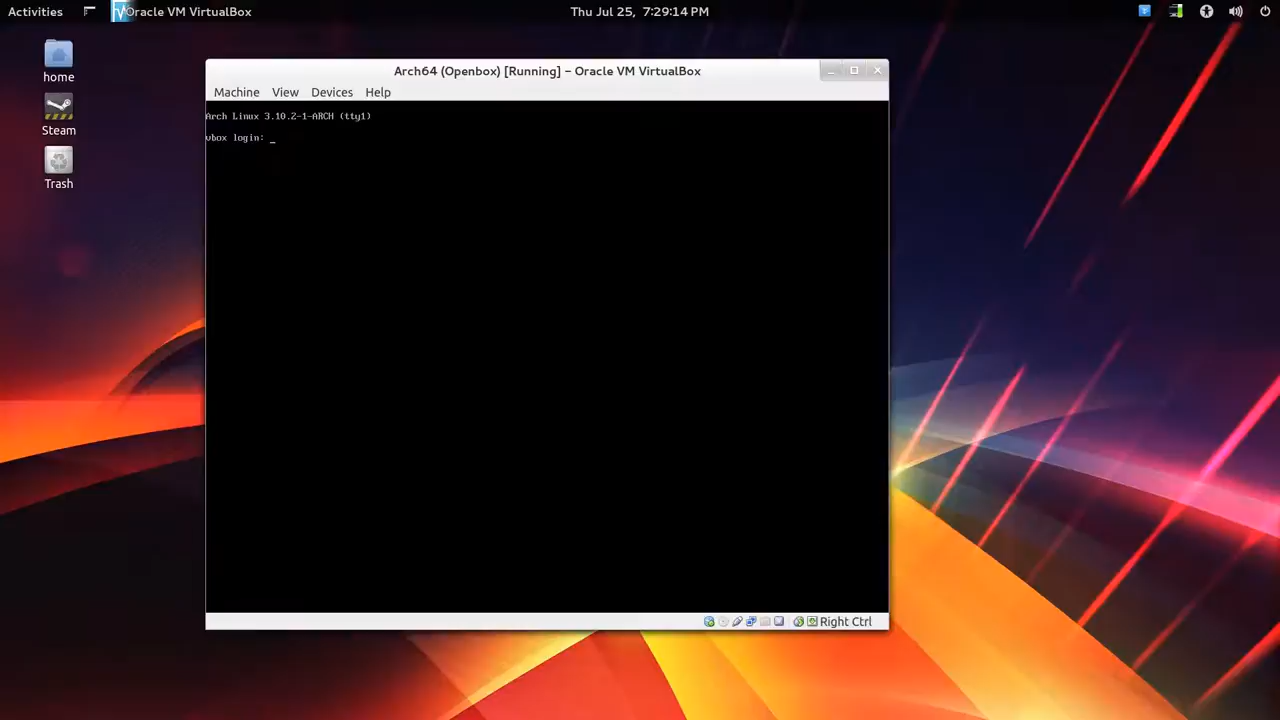 Activities
Oracle VM VirtualBox
Thu Jul 25, 7:29:14 PM
home
Steam
Trash
Arch64 (Openbox) [Running] – Oracle VM VirtualBox
Machine View Devices Help
Arch Linux 3.10.2-1-ARCH (tty1)
vbox login: _
Right Ctrl